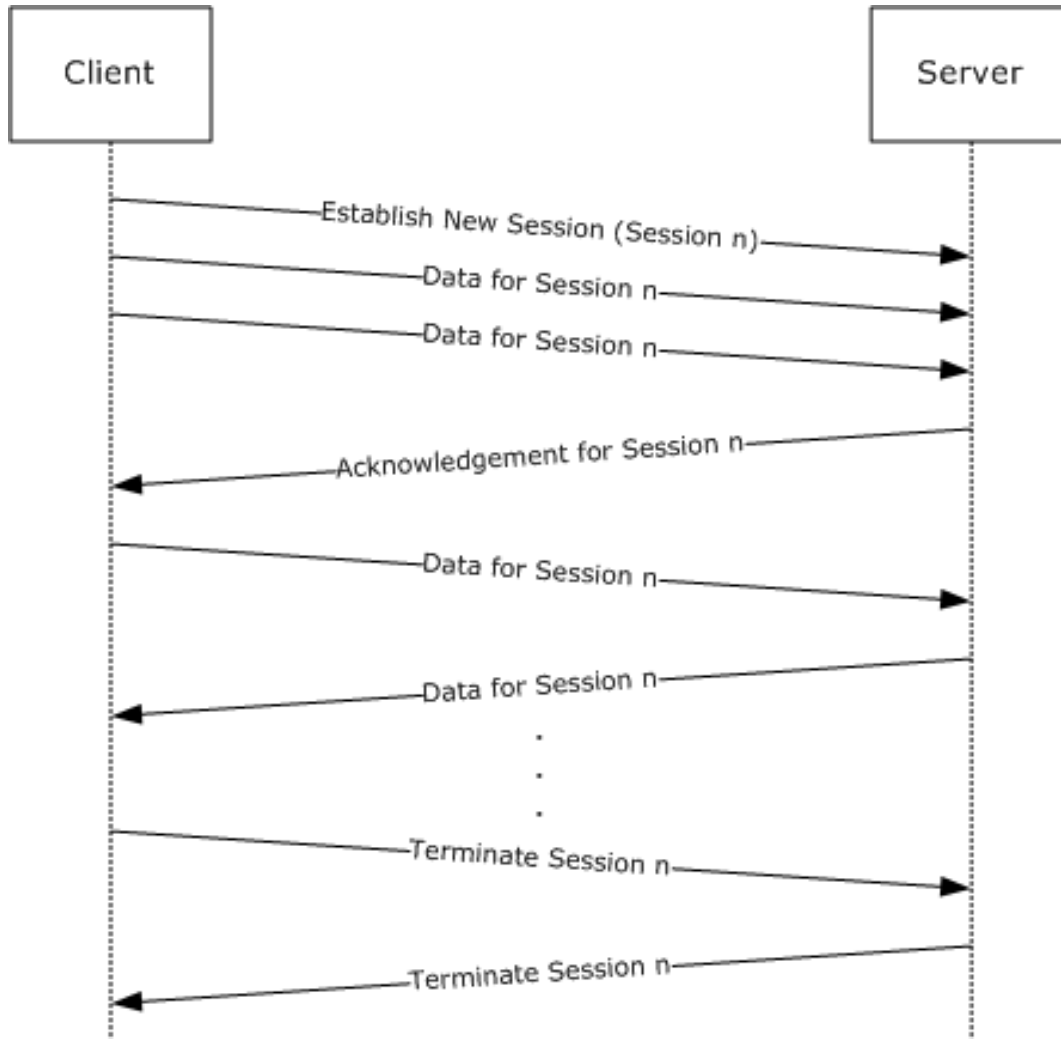 Client
Server
Establish New Session (Session n)
Data for Session n
Data for Session n
Acknowledgement for Session n
Data for Session n
Data for Session n
Terminate Session n
Terminate Session n